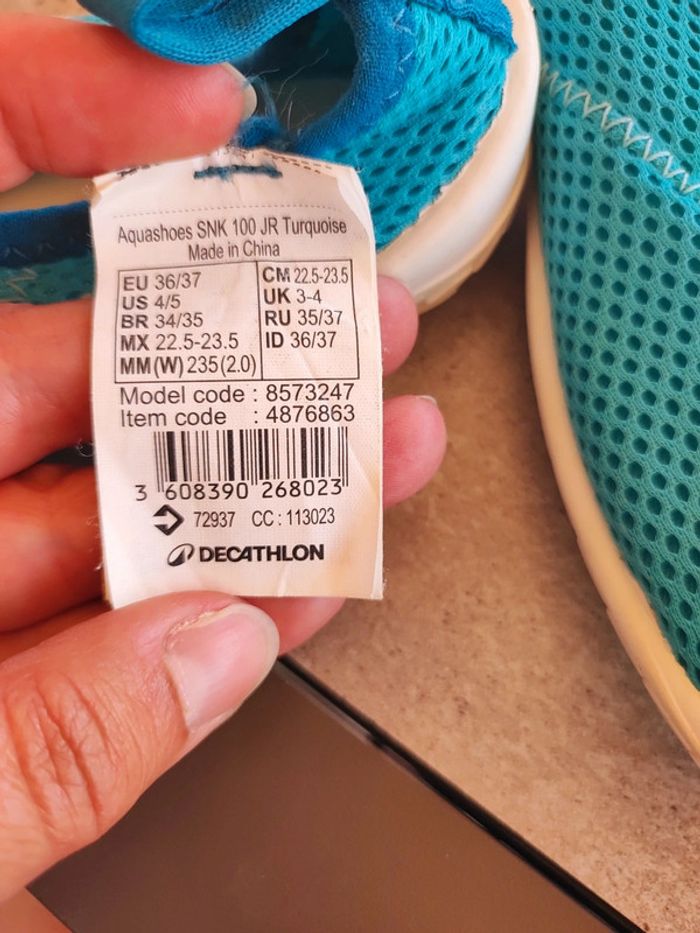 Aquashoes SNK 100 JR Turquoise
Made in China
EU 36/37
US 4/5
BR 34/35
MX 22.5-23.5
MM(W) 235(2.0)
CM 22.5-23.5
UK 3-4
RU 35/37
ID 36/37
Model code : 8573247
Item code : 4876863
3 608390 268023
72937 CC : 113023
DECATHLON